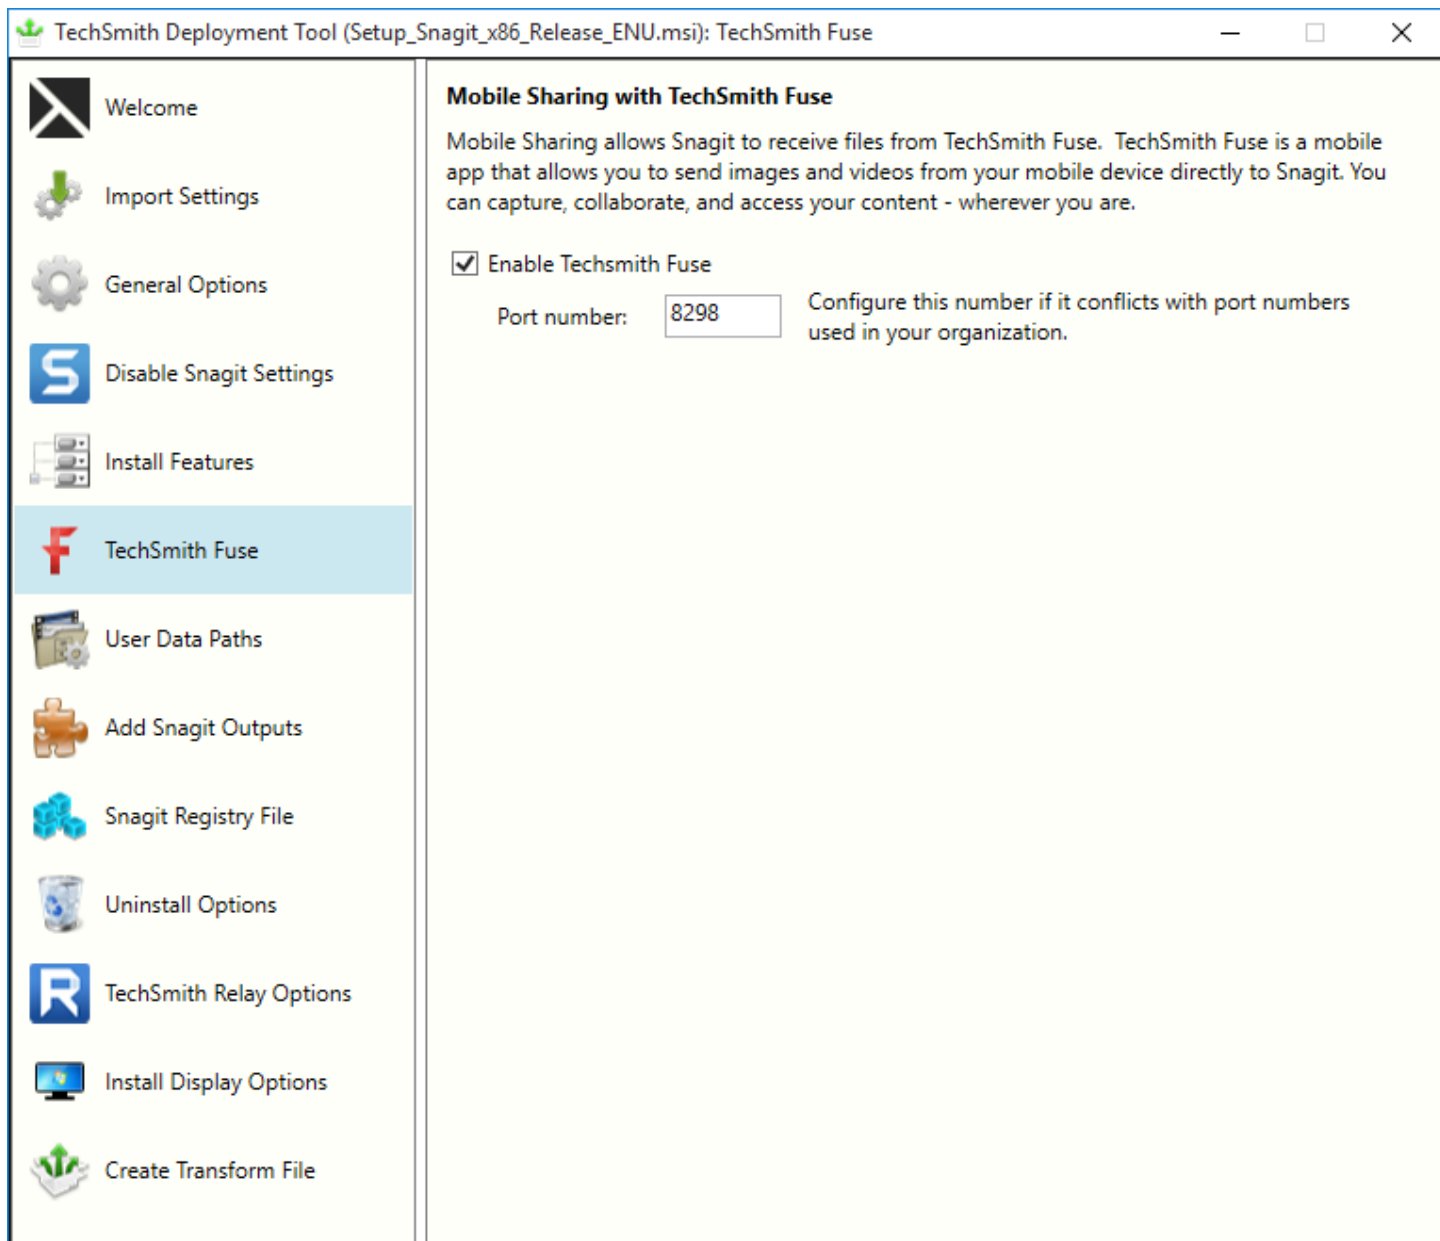 TechSmith Deployment Tool (Setup_Snagit_x86_Release_ENU.msi): TechSmith Fuse
Welcome
Import Settings
General Options
Disable Snagit Settings
Install Features
TechSmith Fuse
User Data Paths
Add Snagit Outputs
Snagit Registry File
Uninstall Options
TechSmith Relay Options
Install Display Options
Create Transform File
Mobile Sharing with TechSmith Fuse
Mobile Sharing allows Snagit to receive files from TechSmith Fuse.  TechSmith Fuse is a mobile
app that allows you to send images and videos from your mobile device directly to Snagit. You
can capture, collaborate, and access your content - wherever you are.
Enable Techsmith Fuse
Port number:
8298
Configure this number if it conflicts with port numbers
used in your organization.